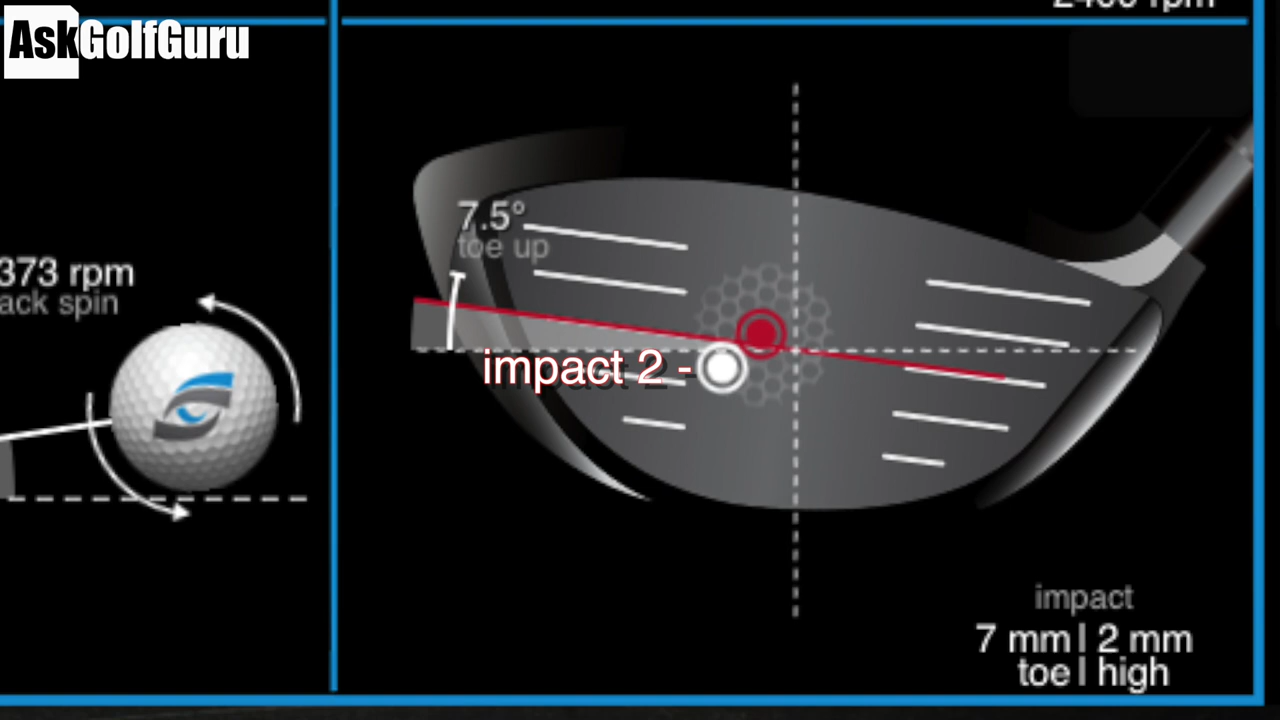 AskGolfGuru
7.5°
toe up
373 rpm
ack spin
impact 2 -
impact
7 mm | 2 mm
toe | high